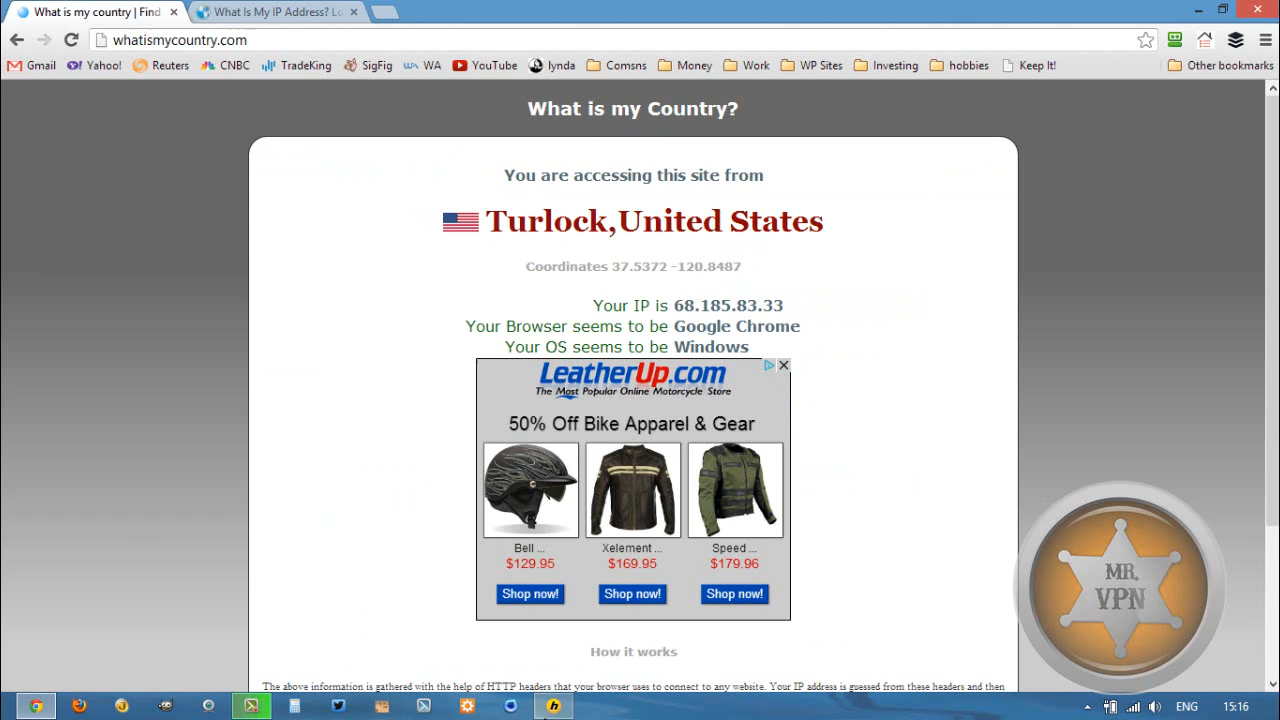 What is my country | Find
What Is My IP Address? Lo
whatismycountry.com
Gmail Yahoo! Reuters CNBC TradeKing SigFig WA YouTube lynda Comsns Money Work WP Sites Investing hobbies Keep It! Other bookmarks
What is my Country?
You are accessing this site from
Turlock,United States
Coordinates 37.5372 -120.8487
Your IP is 68.185.83.33
Your Browser seems to be Google Chrome
Your OS seems to be Windows
LeatherUp.com
The Most Popular Online Motorcycle Store
50% Off Bike Apparel & Gear
Bell ... Xelement ... Speed ...
$129.95 $169.95 $179.96
Shop now! Shop now! Shop now!
MR.
VPN
How it works
The above information is gathered with the help of HTTP headers that your browser uses to connect to any website. Your IP address is guessed from these headers and then
ENG 15:16